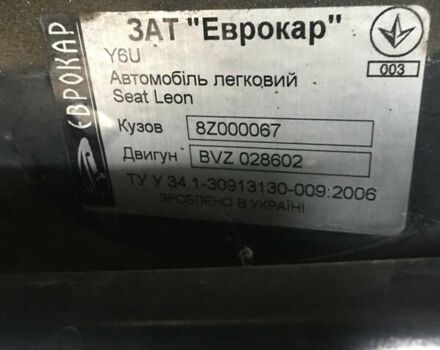 ЗАТ "Еврокар"
Y6U
Автомобіль легковий
Seat Leon
Кузов 8Z000067
Двигун BVZ 028602
ТУ У 34.1-30913130-009:2006
ЗРОБЛЕНО В УКРАЇНІ
003
ЄВРОКАР